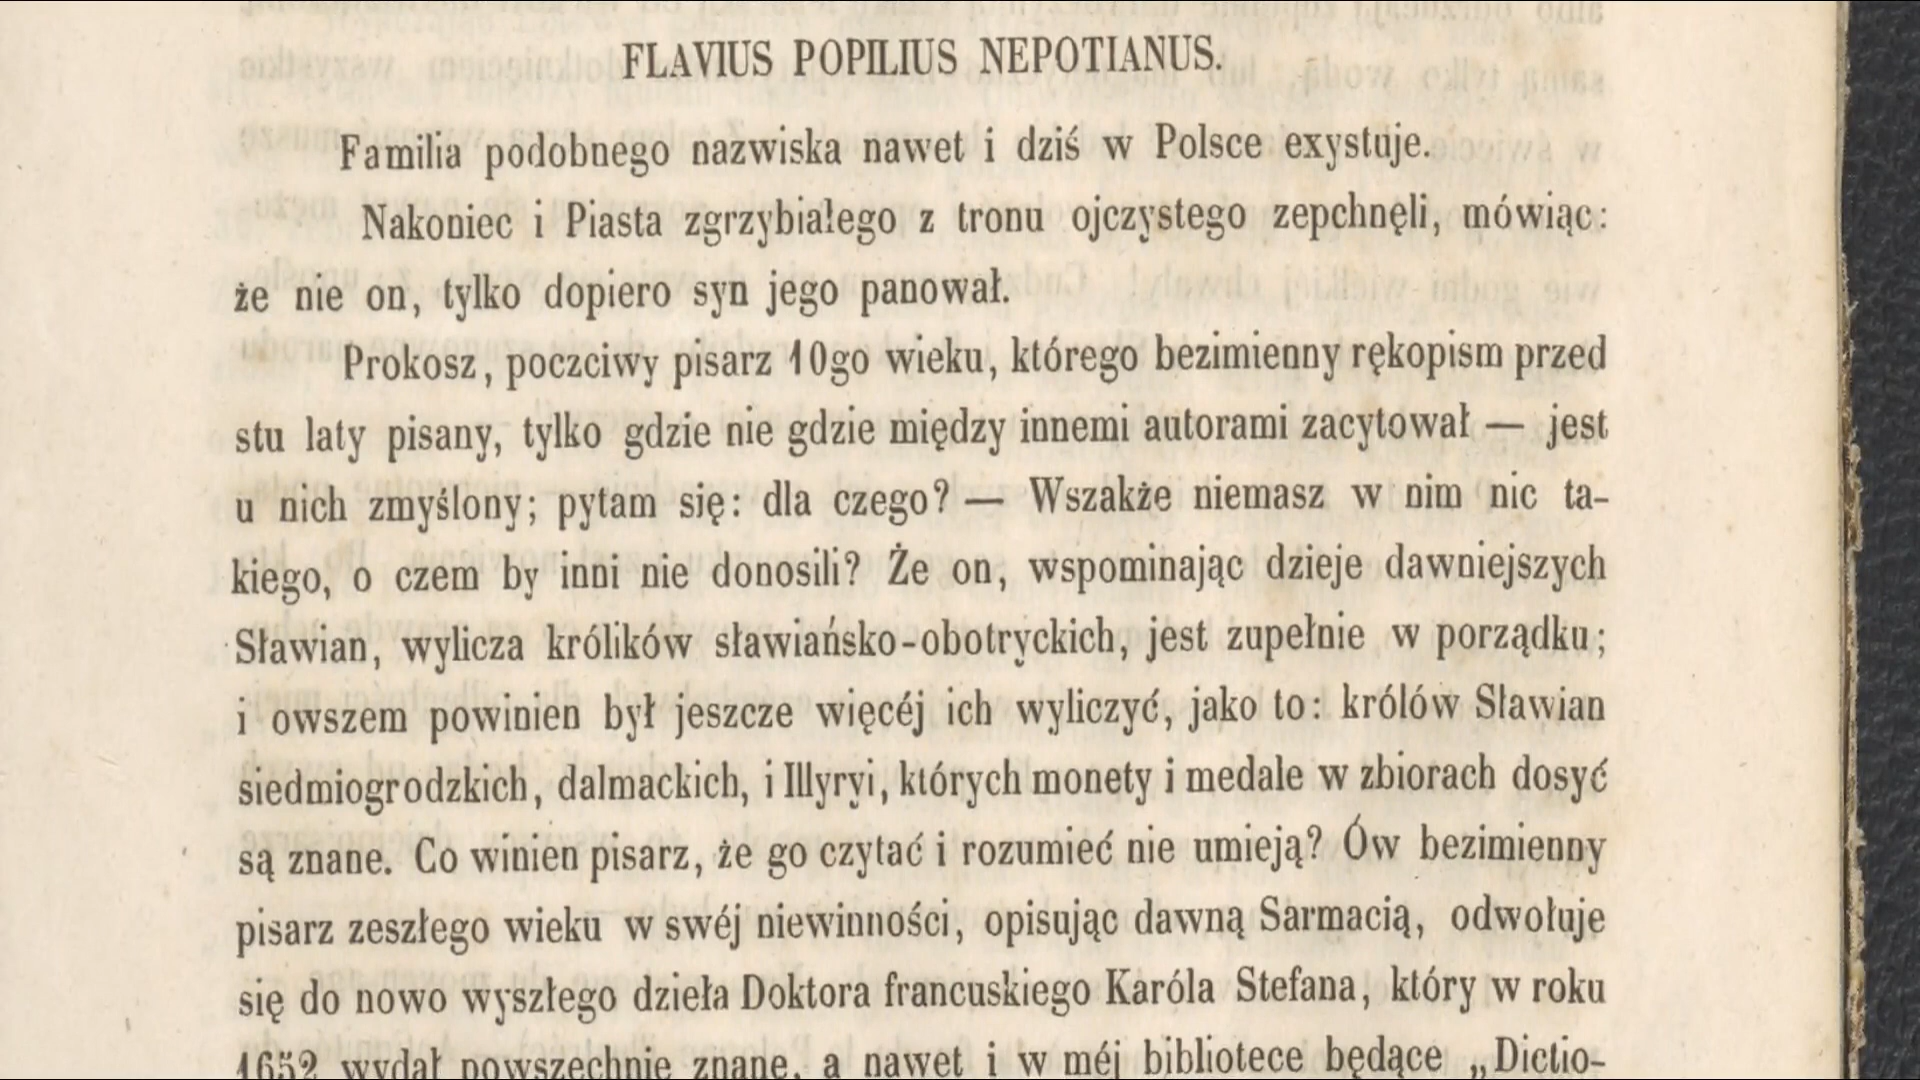 FLAVIUS POPILIUS NEPOTIANUS.
Familia podobnego nazwiska nawet i dziś w Polsce exystuje.
Nakoniec i Piasta zgrzybiałego z tronu ojczystego zepchnęli, mówiąc:
że nie on, tylko dopiero syn jego panował.
Prokosz, poczciwy pisarz 10go wieku, którego bezimienny rękopism przed
stu laty pisany, tylko gdzie nie gdzie między innemi autorami zacytował — jest
u nich zmyślony; pytam się: dla czego? — Wszakże niemasz w nim nic ta-
kiego, o czem by inni nie donosili? Że on, wspominając dzieje dawniejszych
Sławian, wylicza królików sławiańsko-obotryckich, jest zupełnie w porządku;
i owszem powinien był jeszcze więcéj ich wyliczyć, jako to: królów Sławian
siedmiogrodzkich, dalmackich, i Illyryi, których monety i medale w zbiorach dosyć
są znane. Co winien pisarz, że go czytać i rozumieć nie umieją? Ów bezimienny
pisarz zeszłego wieku w swéj niewinności, opisując dawną Sarmacią, odwołuje
się do nowo wyszłego dzieła Doktora francuskiego Karóla Stefana, który w roku
1652 wydał powszechnie znane, a nawet i w méj bibliotece będące „Dictio-